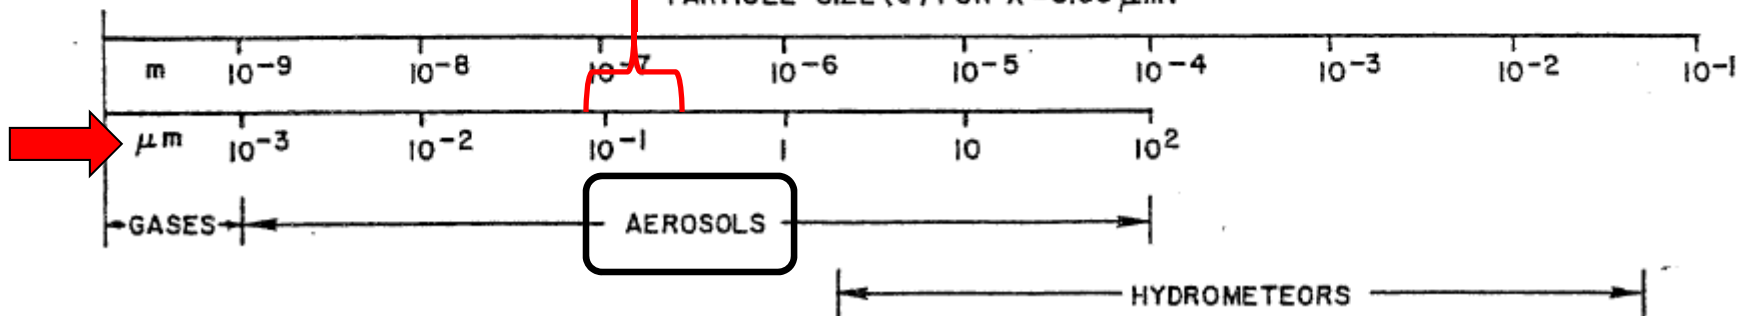 m 10⁻⁹ 10⁻⁸ 10⁻⁷ 10⁻⁶ 10⁻⁵ 10⁻⁴ 10⁻³ 10⁻² 10⁻¹
μm 10⁻³ 10⁻² 10⁻¹ 1 10 10²
GASES AEROSOLS
HYDROMETEORS